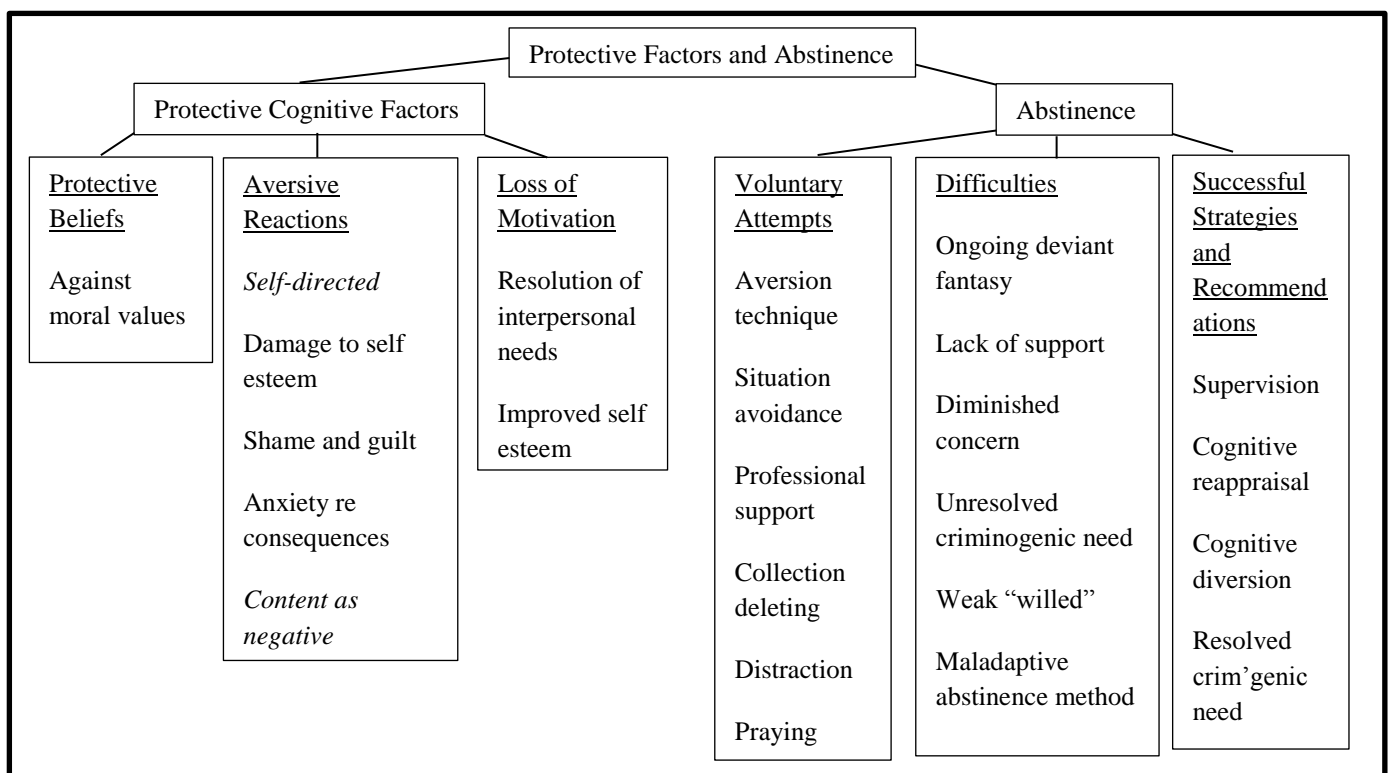 Protective Factors and Abstinence
Protective Cognitive Factors
Abstinence
Protective
Beliefs
Against
moral values
Aversive
Reactions
Self-directed
Damage to self
esteem
Shame and guilt
Anxiety re
consequences
Content as
negative
Loss of
Motivation
Resolution of
interpersonal
needs
Improved self
esteem
Voluntary
Attempts
Aversion
technique
Situation
avoidance
Professional
support
Collection
deleting
Distraction
Praying
Difficulties
Ongoing deviant
fantasy
Lack of support
Diminished
concern
Unresolved
criminogenic need
Weak “willed”
Maladaptive
abstinence method
Successful
Strategies
and
Recommend
ations
Supervision
Cognitive
reappraisal
Cognitive
diversion
Resolved
crim’genic
need